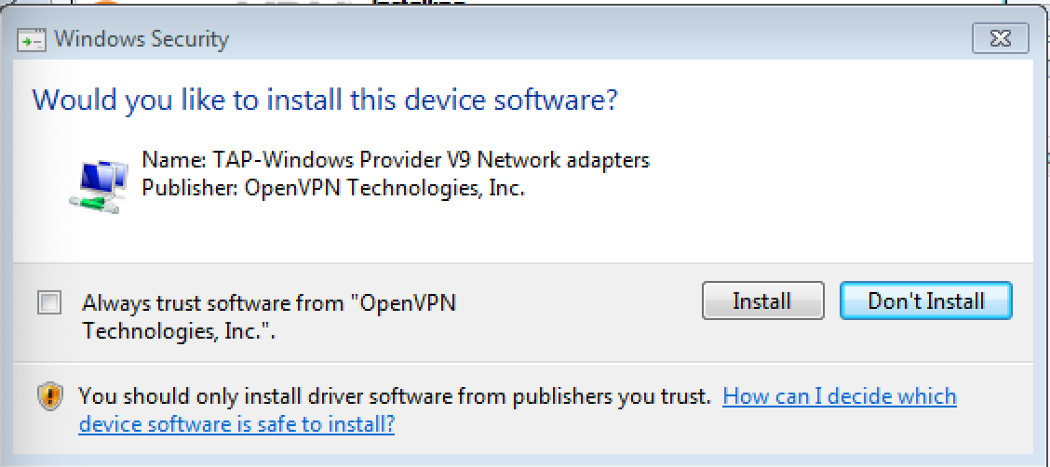 Installing
Windows Security
Would you like to install this device software?
Name: TAP-Windows Provider V9 Network adapters
Publisher: OpenVPN Technologies, Inc.
Always trust software from "OpenVPN
Technologies, Inc.".
Install
Don't Install
You should only install driver software from publishers you trust. How can I decide which
device software is safe to install?